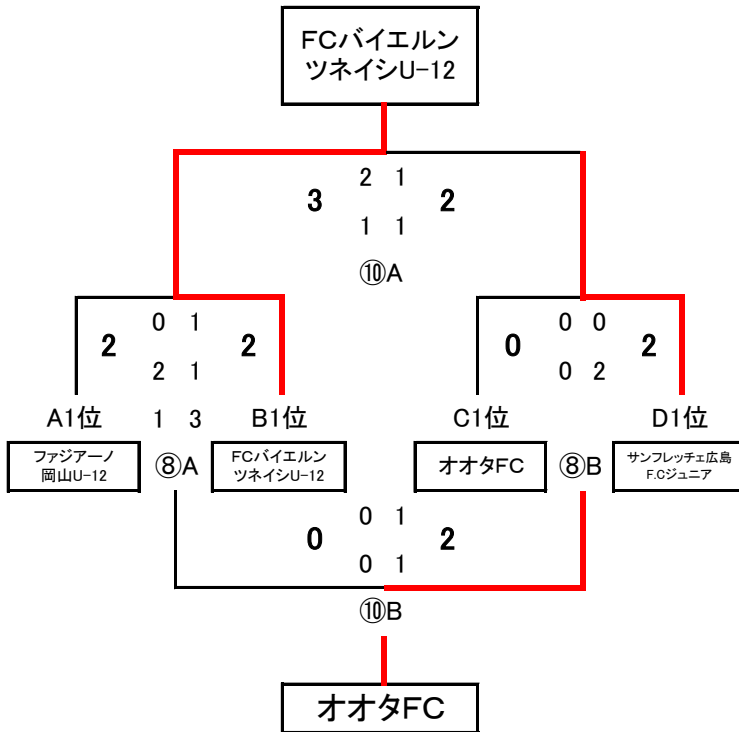 FCバイエルン
ツネイシU-12
2 1
3 2
1 1
⑩A
0 1 0 0
2 2 0 2
2 1 0 2
A1位 1 3 B1位 C1位 D1位
ファジアーノ
岡山U-12
⑧A
FCバイエルン
ツネイシU-12
オオタFC
⑧B
サンフレッチェ広島
F.Cジュニア
0 1
0 2
0 1
⑩B
オオタFC